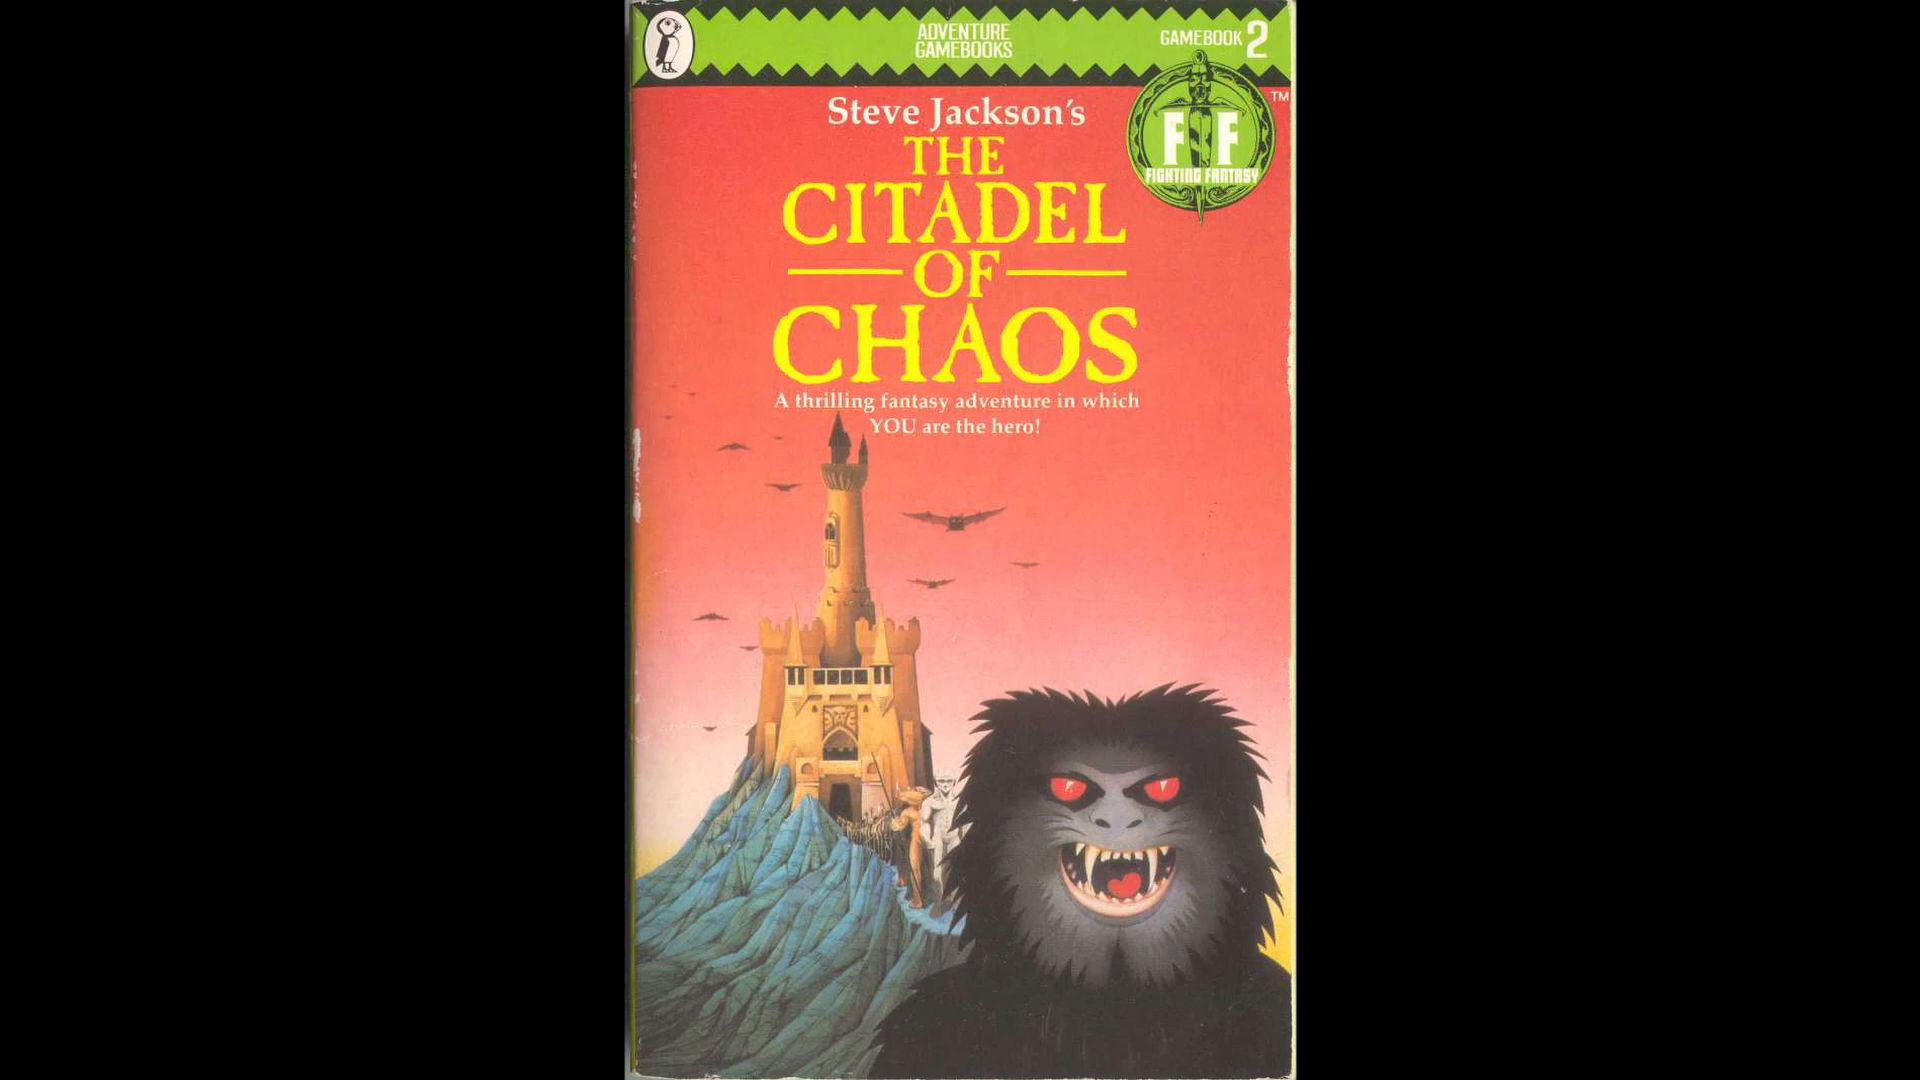 ADVENTURE
GAMEBOOKS
GAMEBOOK 2
TM
Steve Jackson's
THE
CITADEL
OF
CHAOS
FF
FIGHTING FANTASY
A thrilling fantasy adventure in which
YOU are the hero!